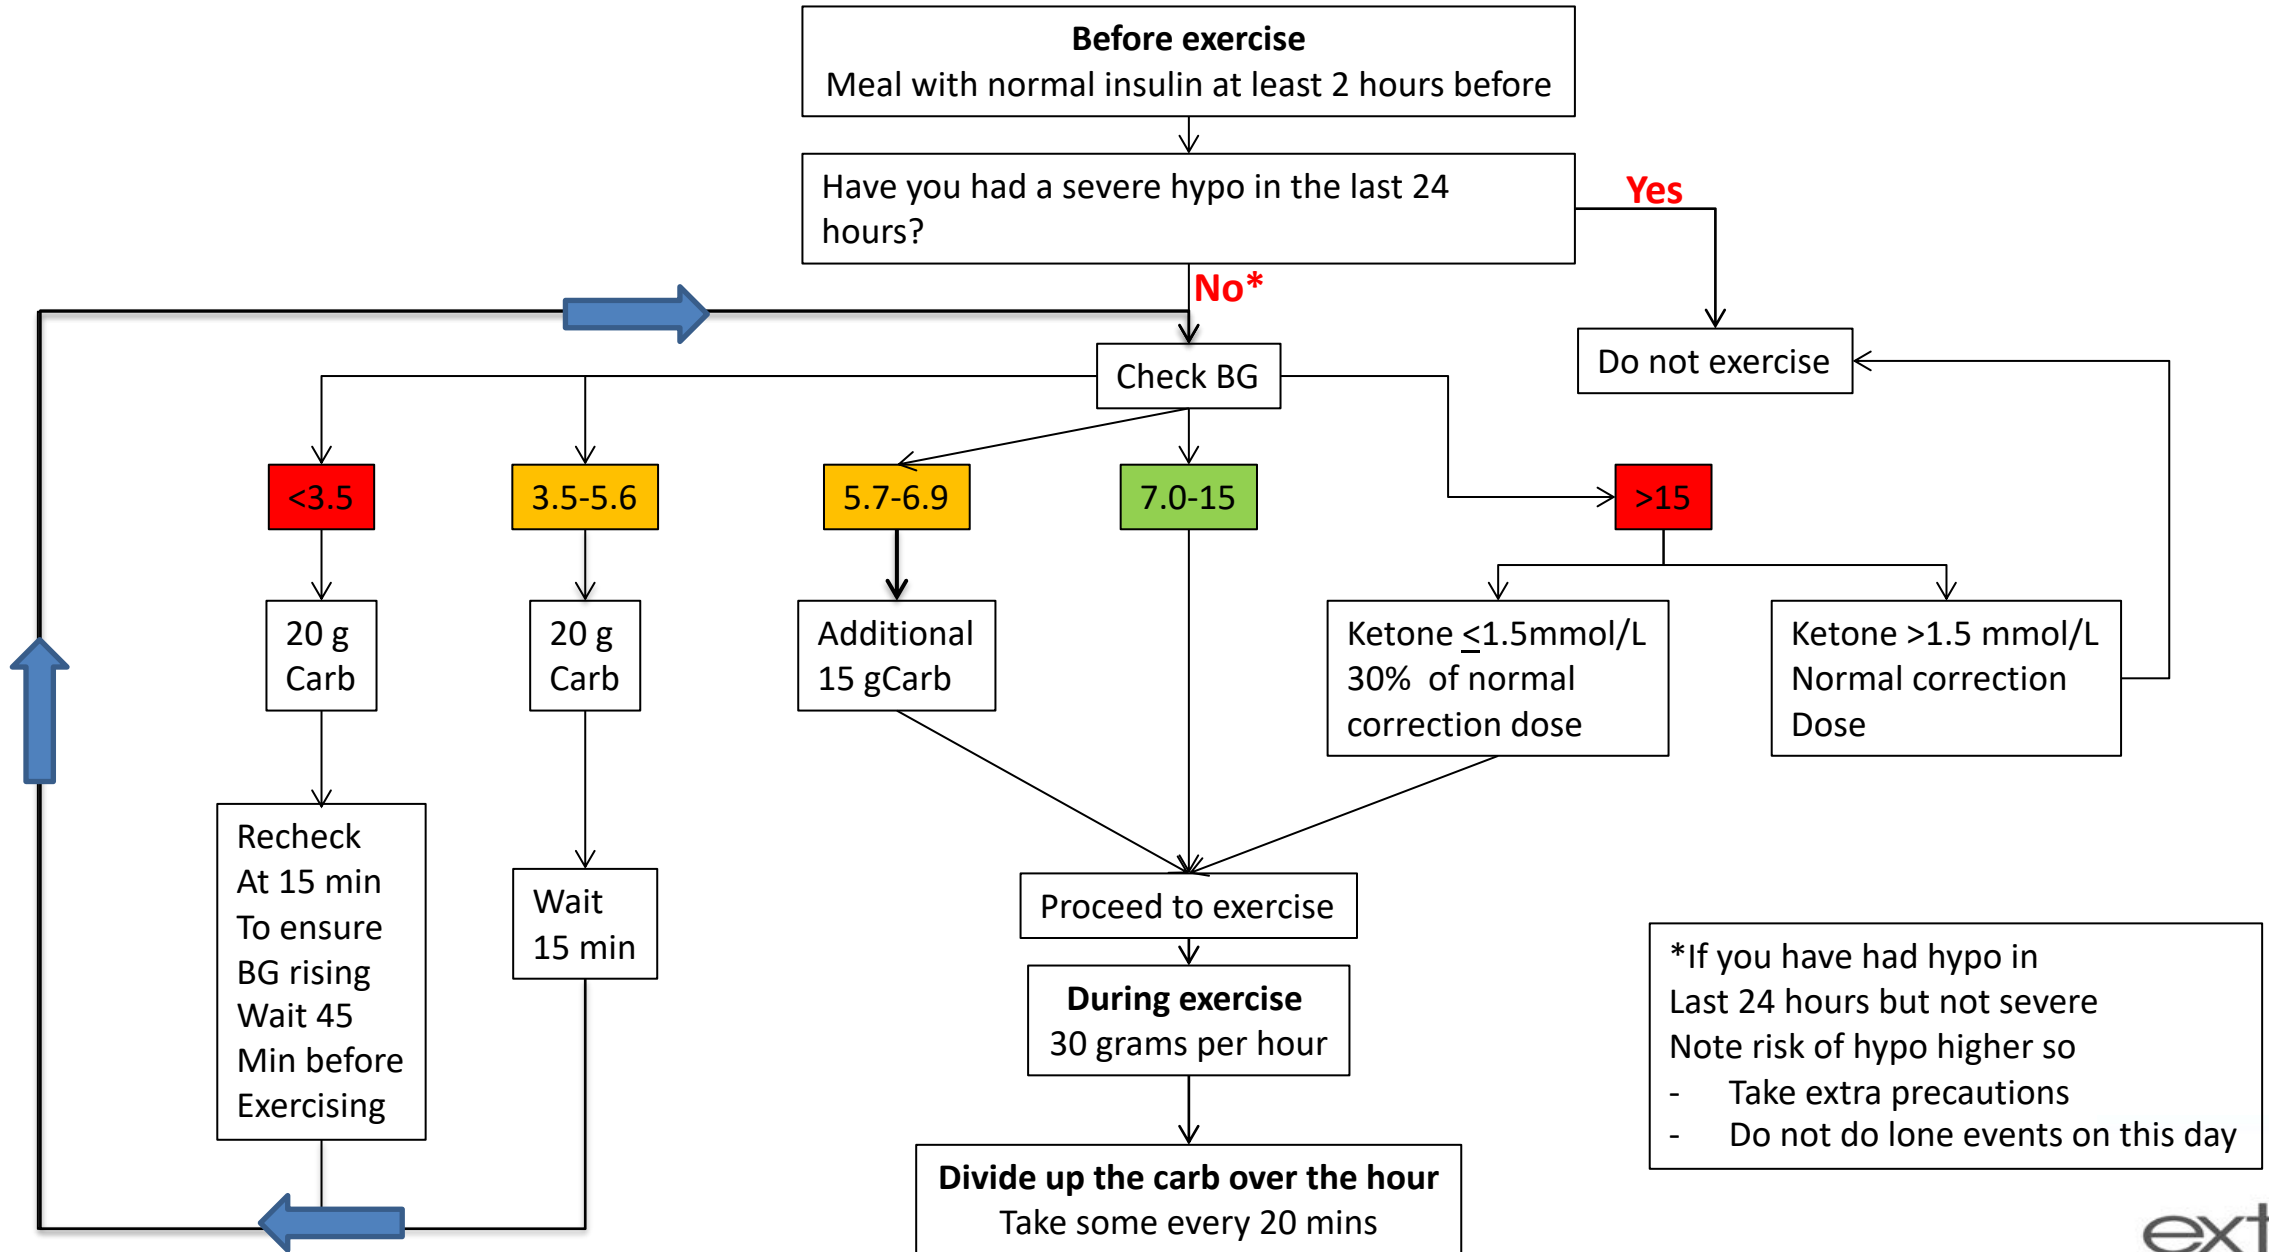 Before exercise
Meal with normal insulin at least 2 hours before
Have you had a severe hypo in the last 24
hours?
Yes
No*
Check BG
Do not exercise
<3.5
3.5-5.6
5.7-6.9
7.0-15
>15
20 g
Carb
20 g
Carb
Additional
15 gCarb
Ketone <1.5mmol/L
30% of normal
correction dose
Ketone >1.5 mmol/L
Normal correction
Dose
Recheck
At 15 min
To ensure
BG rising
Wait 45
Min before
Exercising
Wait
15 min
Proceed to exercise
During exercise
30 grams per hour
Divide up the carb over the hour
Take some every 20 mins
*If you have had hypo in
Last 24 hours but not severe
Note risk of hypo higher so
- Take extra precautions
- Do not do lone events on this day
ext